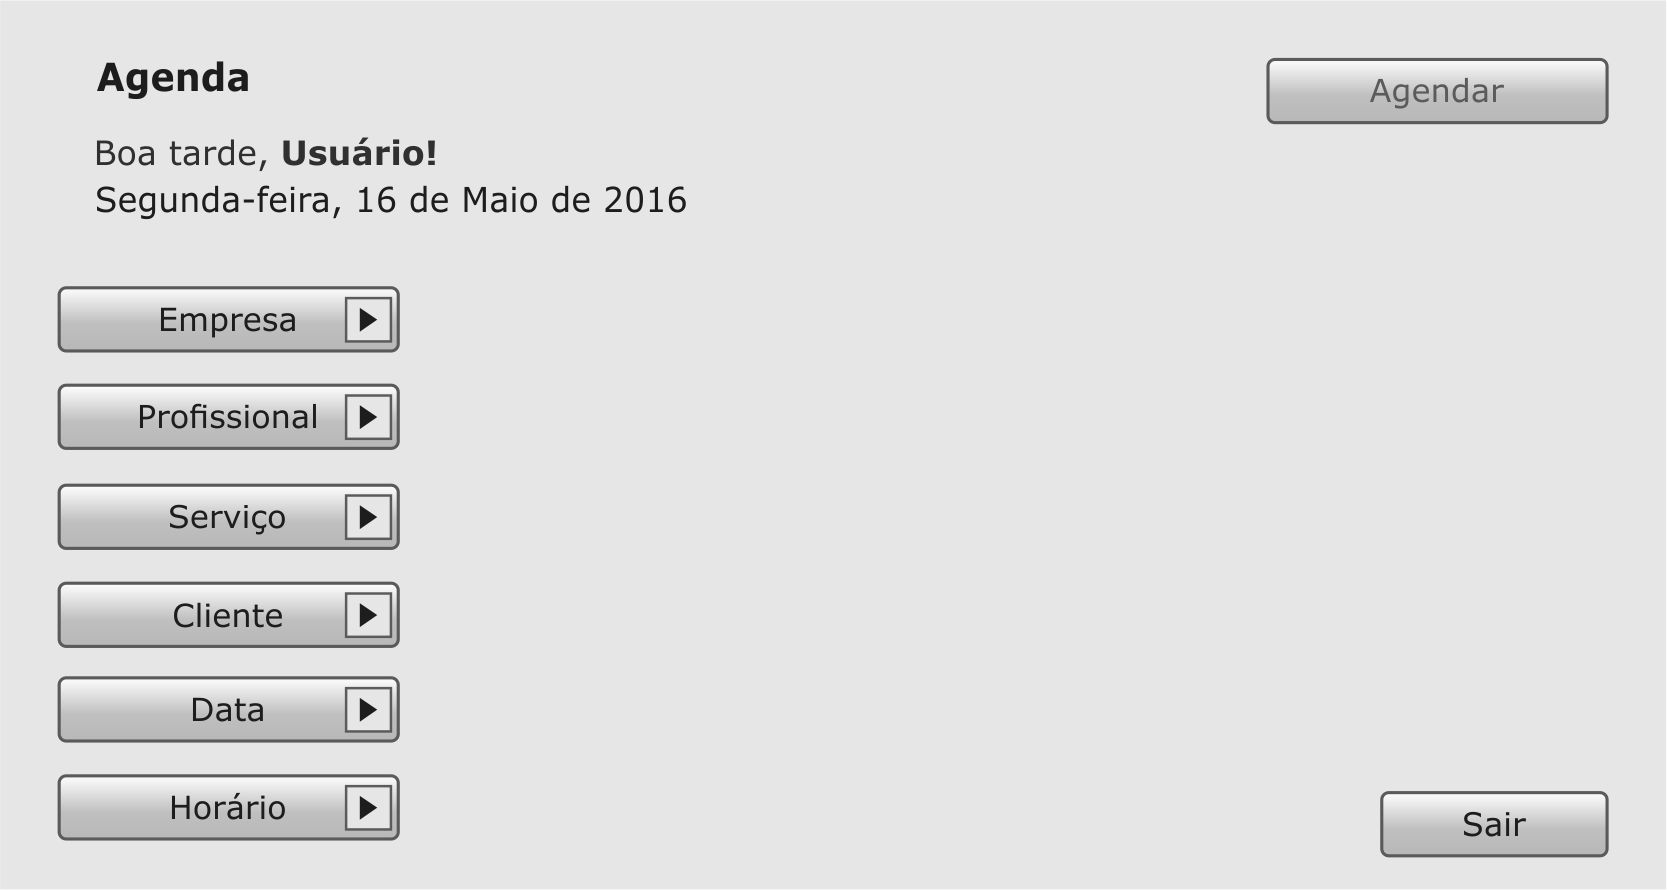 Agenda
Agendar
Boa tarde, Usuário!
Segunda-feira, 16 de Maio de 2016
Empresa
Profissional
Serviço
Cliente
Data
Horário
Sair